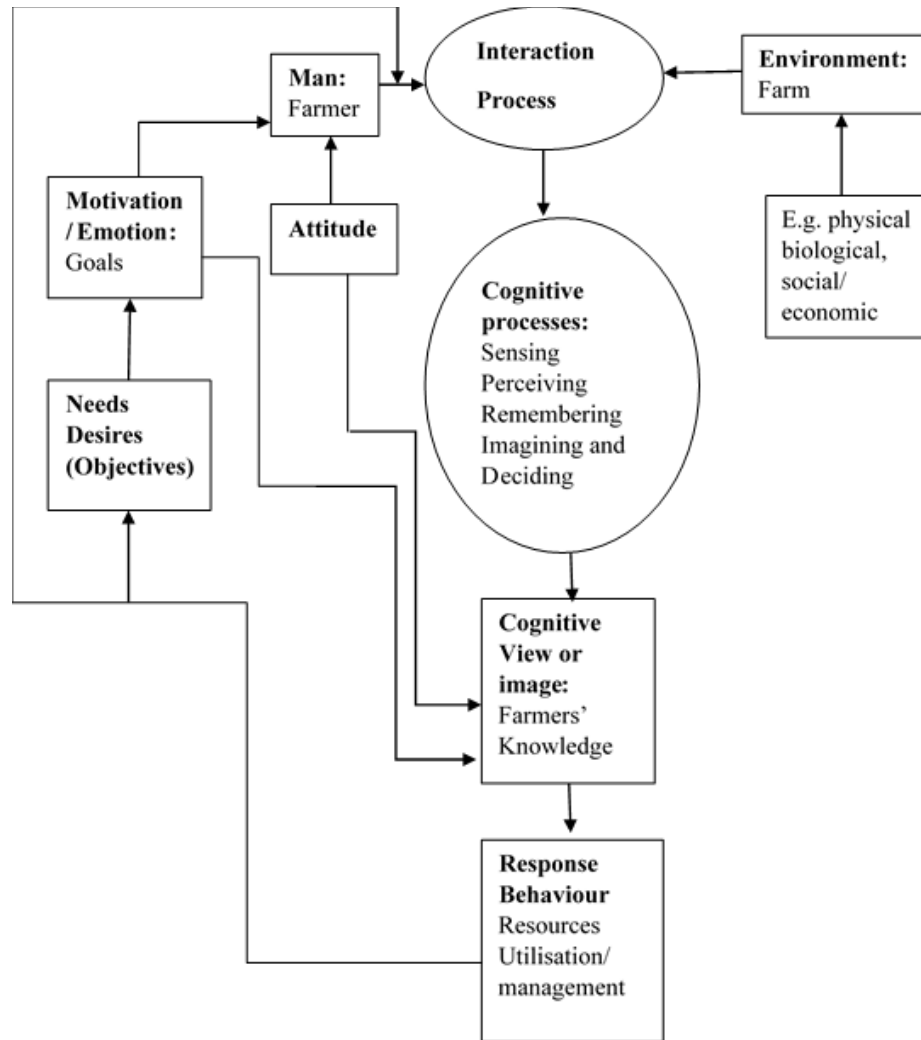 Interaction
Process
Environment:
Farm
Man:
Farmer
Motivation
/ Emotion:
Goals
Attitude
E.g. physical
biological,
social/
economic
Cognitive
processes:
Sensing
Perceiving
Remembering
Imagining and
Deciding
Needs
Desires
(Objectives)
Cognitive
View or
image:
Farmers’
Knowledge
Response
Behaviour
Resources
Utilisation/
management